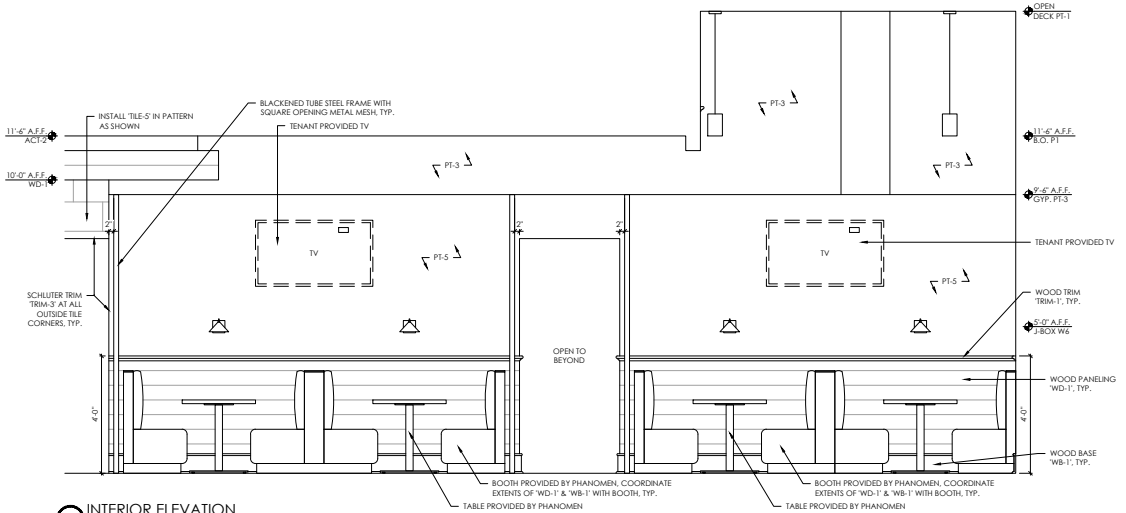 OPEN
DECK PT-1
BLACKENED TUBE STEEL FRAME WITH
SQUARE OPENING METAL MESH, TYP.
INSTALL 'TILE-5' IN PATTERN
AS SHOWN
TENANT PROVIDED TV
PT-3
11'-6" A.F.F.
ACT-2
11'-6" A.F.F.
B.O. P1
PT-3
PT-3
10'-0" A.F.F.
WD-1
9'-6" A.F.F.
GYP. PT-3
2"
2"
2"
TV
TV
TENANT PROVIDED TV
PT-5
PT-5
SCHLUTER TRIM
'TRIM-3' AT ALL
OUTSIDE TILE
CORNERS, TYP.
WOOD TRIM
'TRIM-1', TYP.
5'-0" A.F.F.
J-BOX W6
OPEN TO
BEYOND
WOOD PANELING
'WD-1', TYP.
4'-0"
4'-0"
WOOD BASE
'WB-1', TYP.
BOOTH PROVIDED BY PHANOMEN, COORDINATE
EXTENTS OF 'WD-1' & 'WB-1' WITH BOOTH, TYP.
BOOTH PROVIDED BY PHANOMEN, COORDINATE
EXTENTS OF 'WD-1' & 'WB-1' WITH BOOTH, TYP.
TABLE PROVIDED BY PHANOMEN
TABLE PROVIDED BY PHANOMEN
INTERIOR ELEVATION